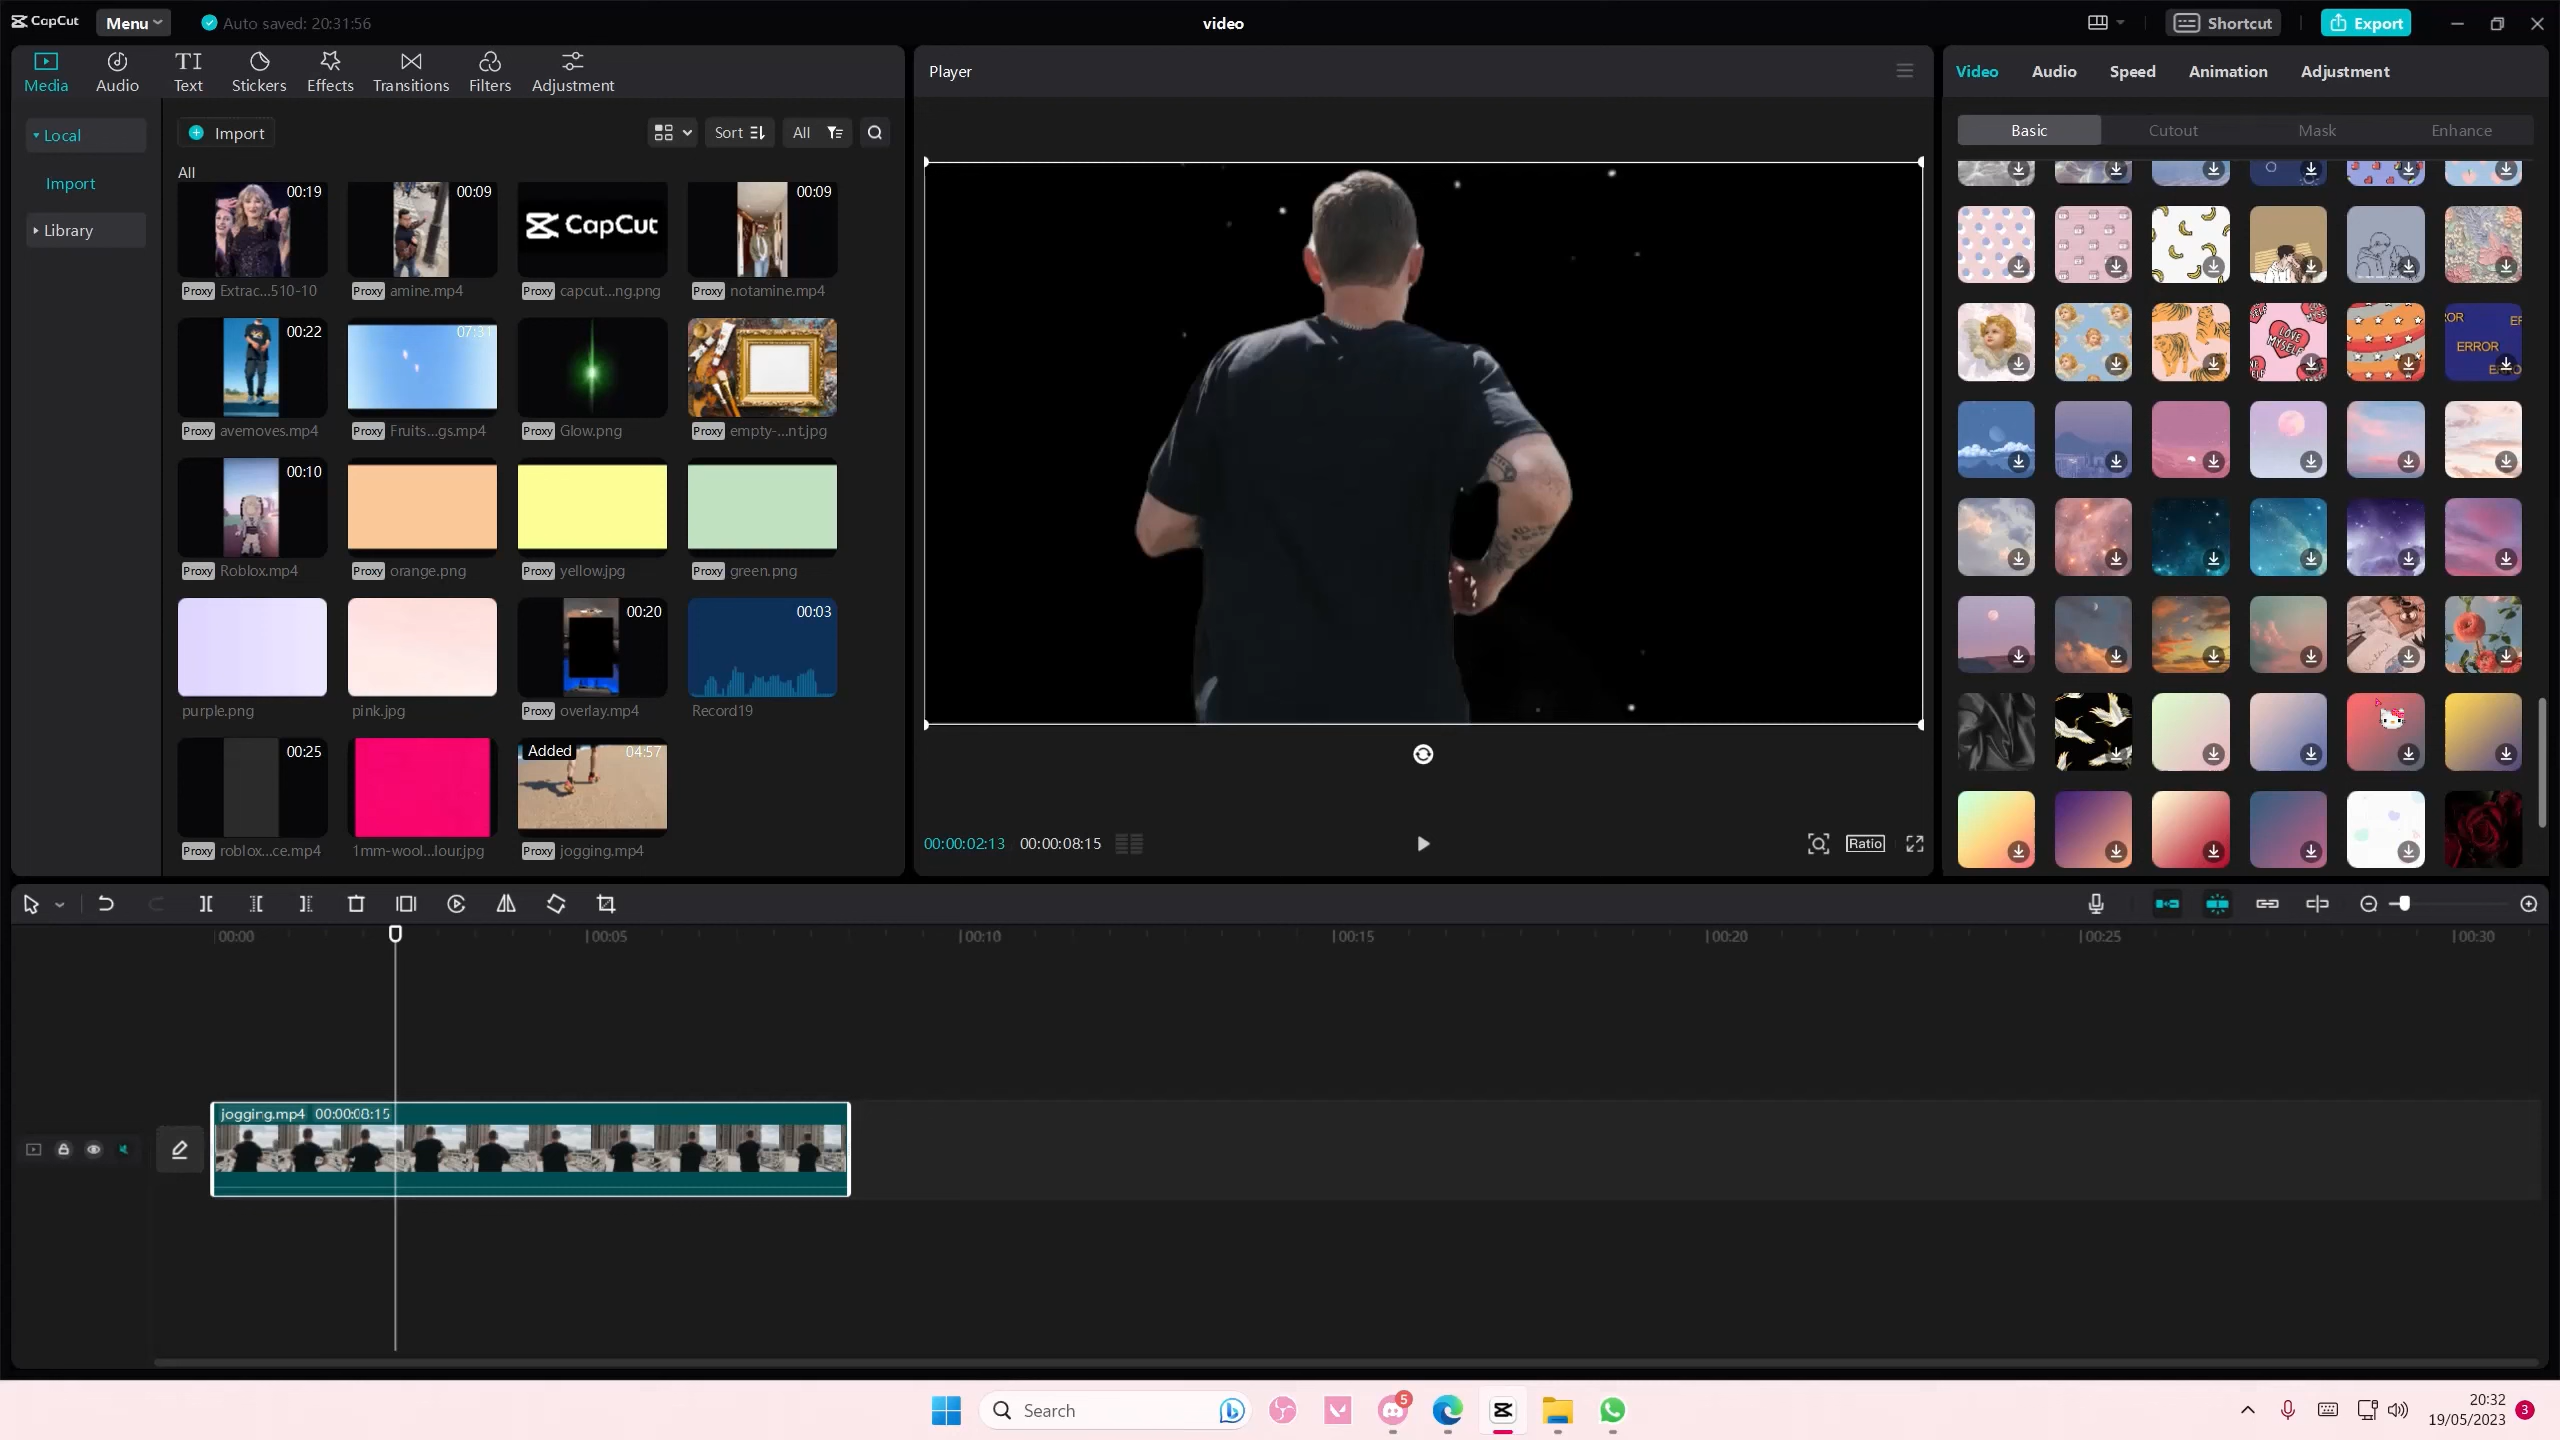 CapCut
Menu
Auto saved: 20:31:56
video
Shortcut
Export
Media
Audio
Text
Stickers
Effects
Transitions
Filters
Adjustment
Local
Import
Library
Import
Sort
All
All
00:19
00:09
CapCut
00:09
Proxy Extrac...510-10
Proxy amine.mp4
Proxy capcut...ng.png
Proxy notamine.mp4
00:22
07:31
Proxy avemoves.mp4
Proxy Fruits...gs.mp4
Proxy Glow.png
Proxy empty-...nt.jpg
00:10
Proxy Roblox.mp4
Proxy orange.png
Proxy yellow.jpg
Proxy green.png
00:20
00:03
purple.png
pink.jpg
Proxy overlay.mp4
Record19
00:25
Added
04:57
Proxy roblox...ce.mp4
1mm-wool...lour.jpg
Proxy jogging.mp4
Player
00:00:02:13
00:00:08:15
Ratio
Video
Audio
Speed
Animation
Adjustment
Basic
Cutout
Mask
Enhance
LOVE
MYSELF
ERROR
00:00
00:05
00:10
00:15
00:20
00:25
00:30
jogging.mp4 00:00:08:15
Search
5
20:32
19/05/2023
3